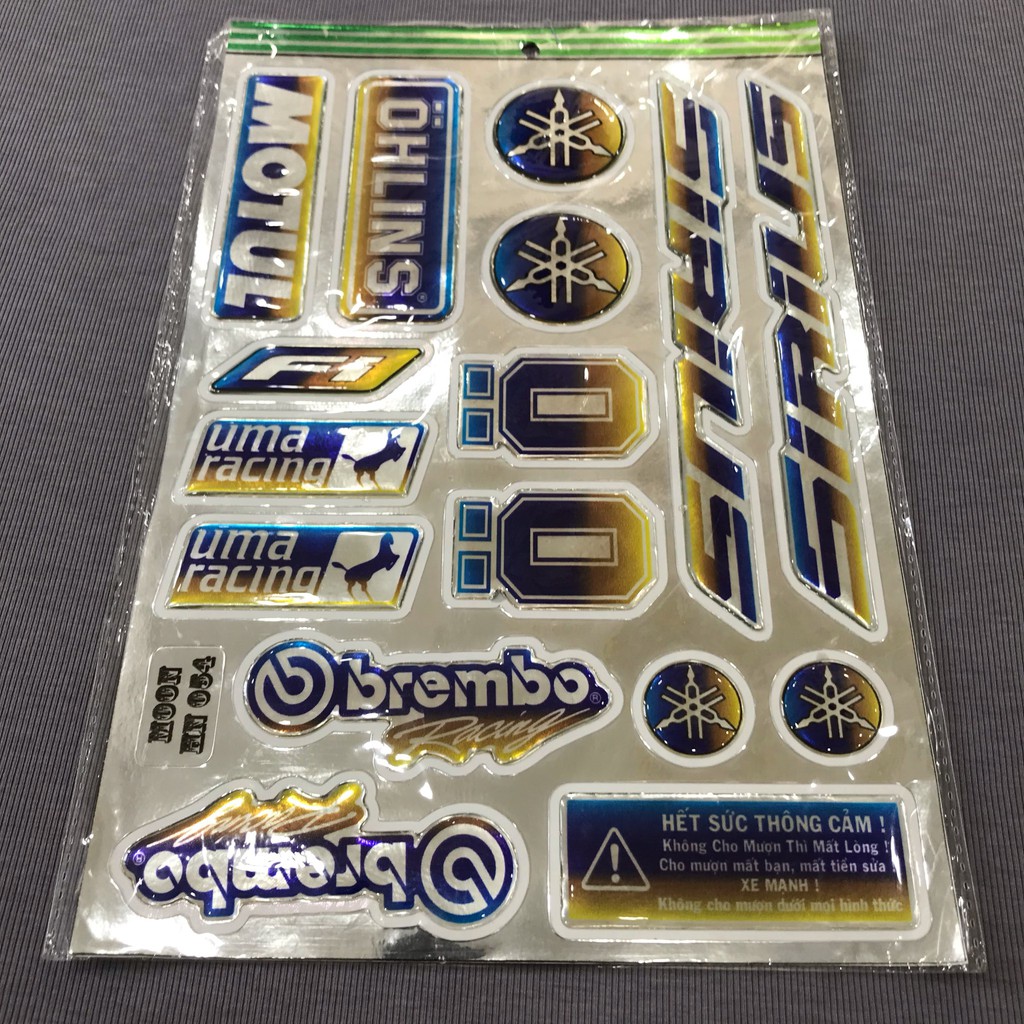 MOTUL
ÖHLINS®
SIRIUS
SIRIUS
F1
Ö
uma
racing
Ö
uma
racing
MOON
HN 054
brembo®
Racing
brembo®
Racing
HẾT SỨC THÔNG CẢM !
Không Cho Mượn Thì Mất Lòng !
Cho mượn mất bạn, mất tiền sửa
XE MẠNH !
Không cho mượn dưới mọi hình thức